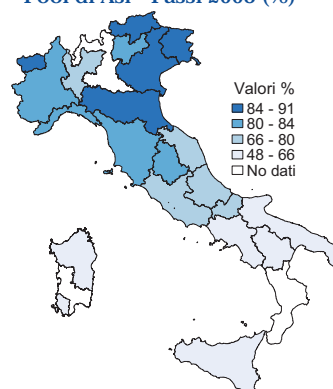 Pool di Asl - Passi 2008 (%)
Valori %
84 - 91
80 - 84
66 - 80
48 - 66
No dati